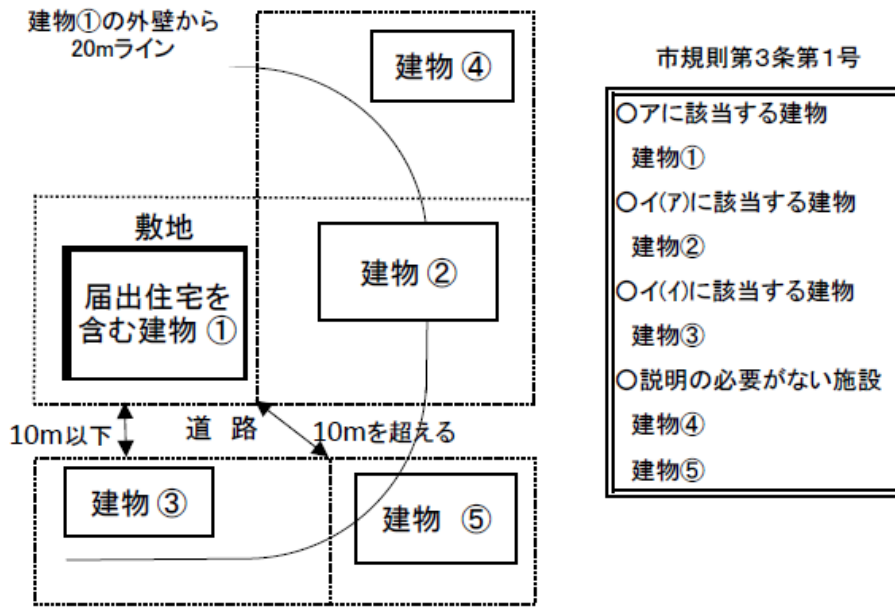 建物①の外壁から
20mライン
建物 ④
敷地
届出住宅を
含む建物 ①
建物 ②
10m以下
道 路
10mを超える
建物 ③
建物 ⑤
市規則第3条第1号
○アに該当する建物
建物①
○イ(ア)に該当する建物
建物②
○イ(イ)に該当する建物
建物③
○説明の必要がない施設
建物④
建物⑤